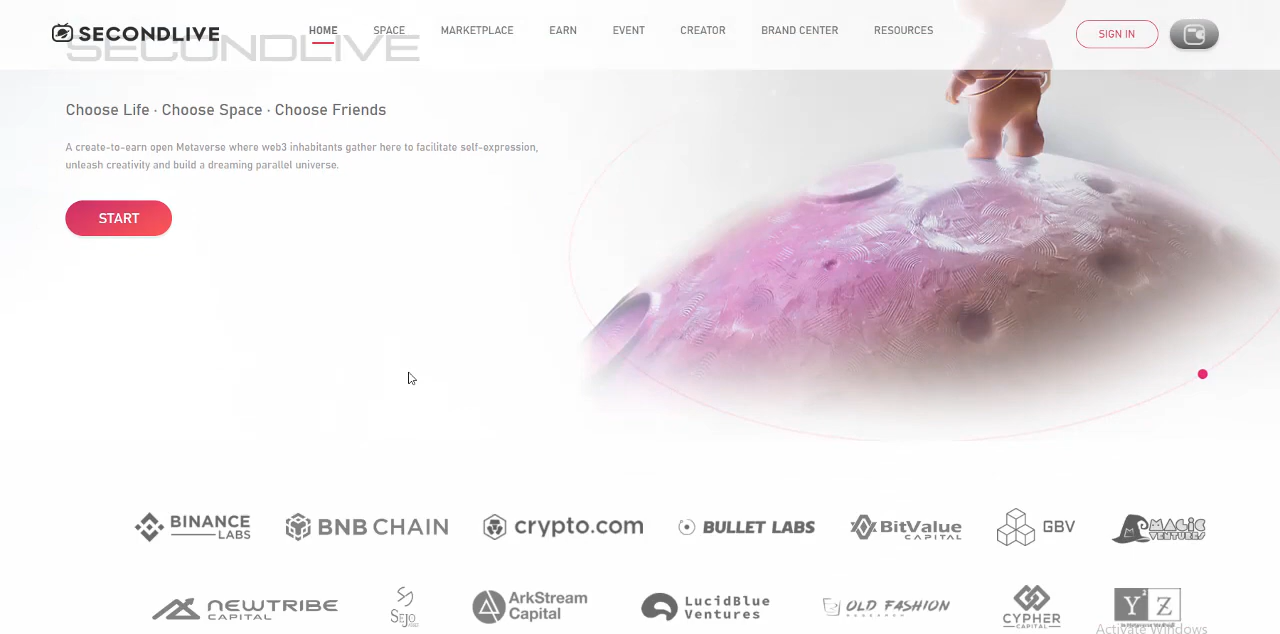 SECONDLIVE
HOME SPACE MARKETPLACE EARN EVENT CREATOR BRAND CENTER RESOURCES SIGN IN
SECONDLIVE
Choose Life · Choose Space · Choose Friends
A create-to-earn open Metaverse where web3 inhabitants gather here to facilitate self-expression,
unleash creativity and build a dreaming parallel universe.
START
BINANCE LABS
BNB CHAIN
crypto.com
BULLET LABS
BitValue CAPITAL
GBV
MAGIC VENTURES
NEWTRIBE CAPITAL
SEJO
ArkStream Capital
LucidBlue Ventures
OLD FASHION RESEARCH
CYPHER CAPITAL
Y2Z
Activate Windows